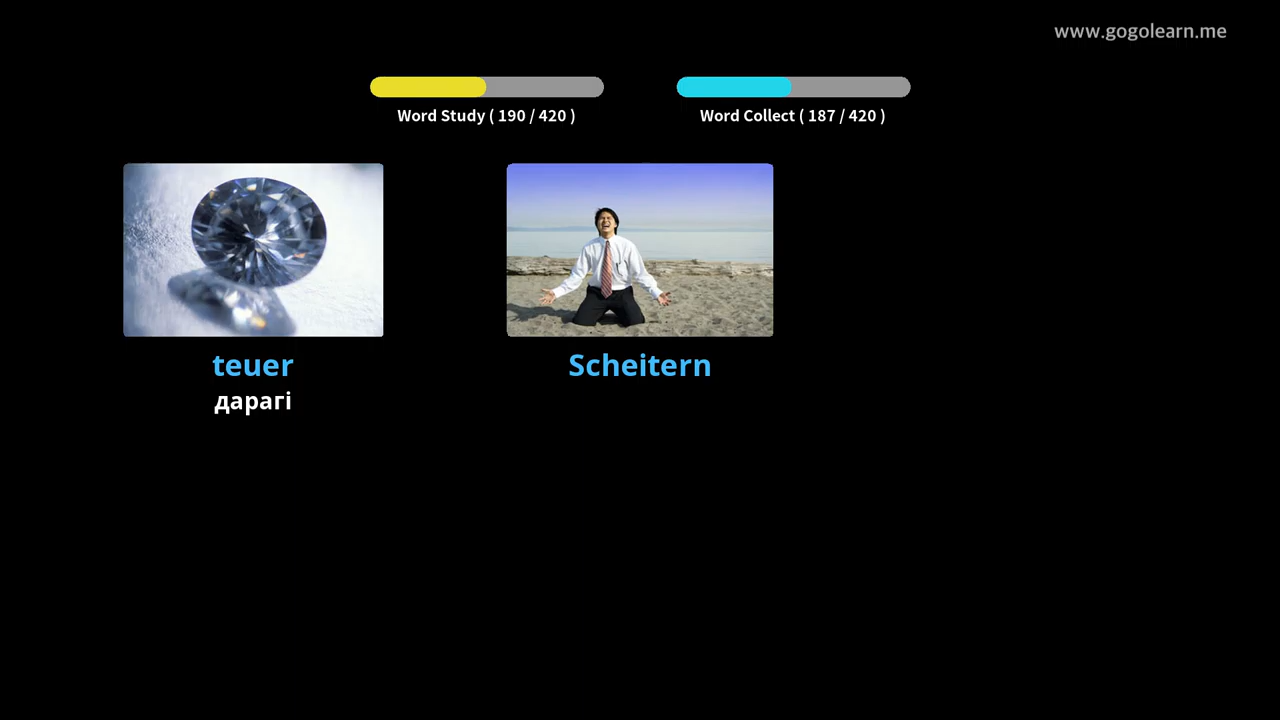 www.gogolearn.me
Word Study ( 190 / 420 )
Word Collect ( 187 / 420 )
teuer
дарагі
Scheitern